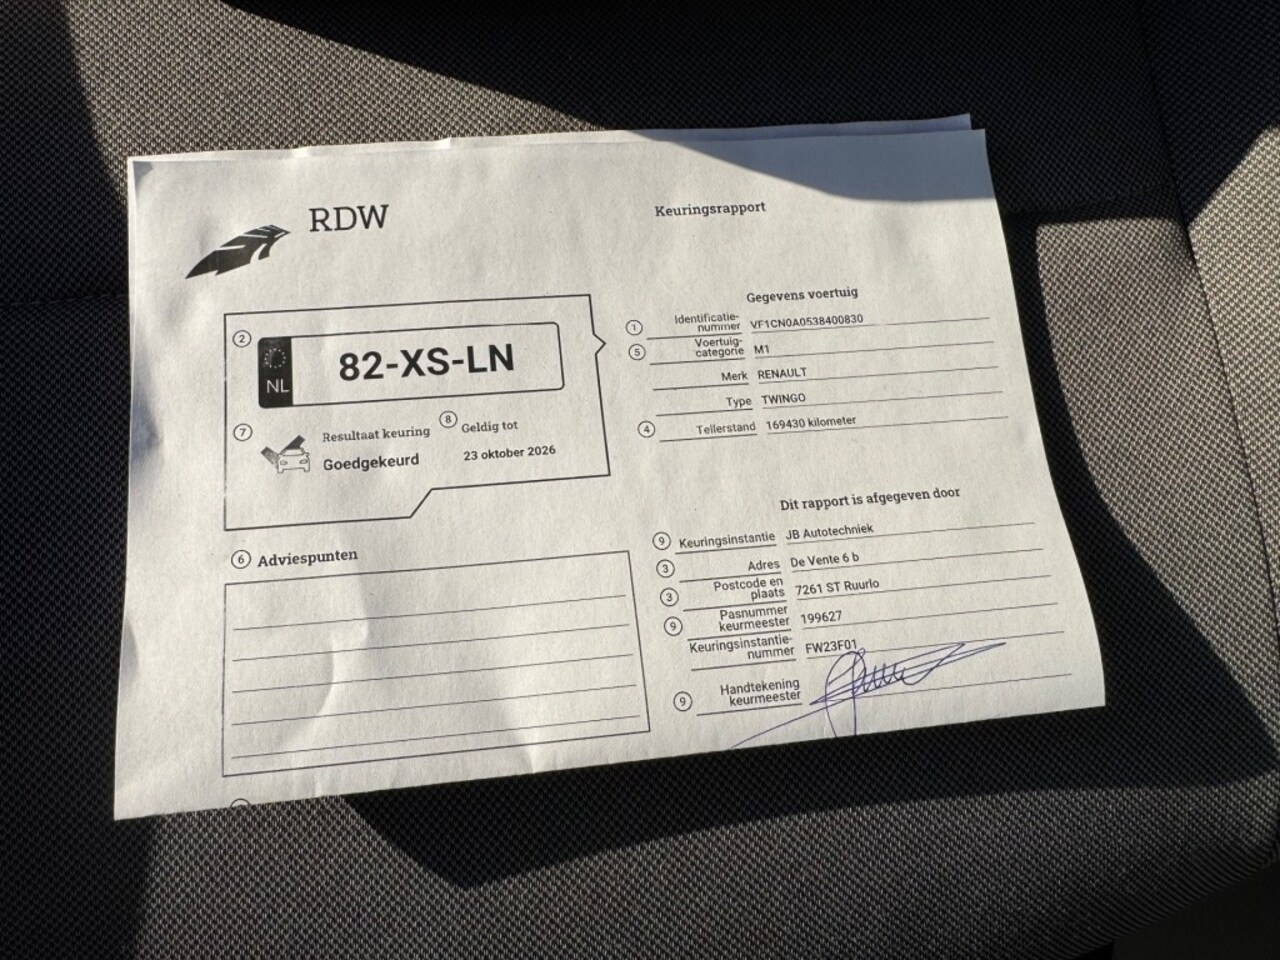 RDW
Keuringsrapport
2
NL
82-XS-LN
7
Resultaat keuring
Goedgekeurd
8
Geldig tot
23 oktober 2026
6 Adviespunten
Gegevens voertuig
1 Identificatie-
nummer VF1CN0A0538400830
5 Voertuig-
categorie M1
Merk RENAULT
Type TWINGO
4 Tellerstand 169430 kilometer
Dit rapport is afgegeven door
9 Keuringsinstantie JB Autotechniek
3 Adres De Vente 6 b
3 Postcode en
plaats 7261 ST Ruurlo
9 Pasnummer
keurmeester 199627
Keuringsinstantie-
nummer FW23F01
9 Handtekening
keurmeester